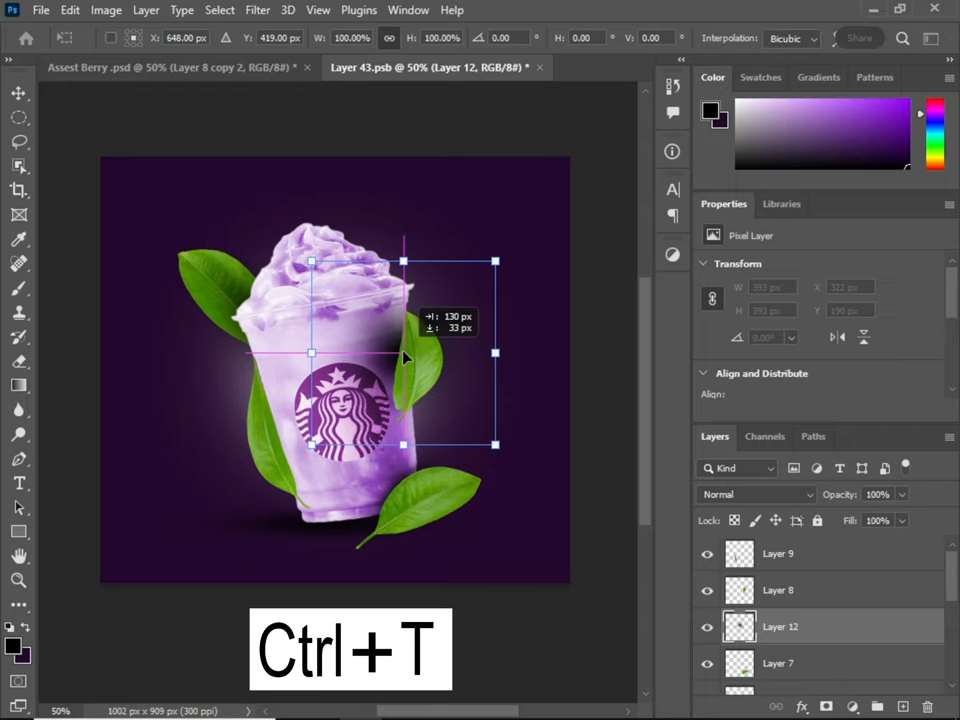 Ps File Edit Image Layer Type Select Filter 3D View Plugins Window Help
X: 648.00 px Y: 419.00 px W: 100.00% H: 100.00% 0.00 ° H: 0.00 ° V: 0.00 ° Interpolation: Bicubic Share
Assest Berry .psd @ 50% (Layer 8 copy 2, RGB/8#) * × Layer 43.psb @ 50% (Layer 12, RGB/8#) * ×
Color Swatches Gradients Patterns
Properties Libraries
Pixel Layer
Transform
W 393 px X 322 px
H 393 px Y 190 px
0.00°
Align and Distribute
Align:
130 px
33 px
Layers Channels Paths
Kind
Normal Opacity: 100%
Lock: Fill: 100%
Layer 9
Layer 8
Layer 12
Layer 7
Ctrl+T
50% 1002 px x 909 px (300 ppi)